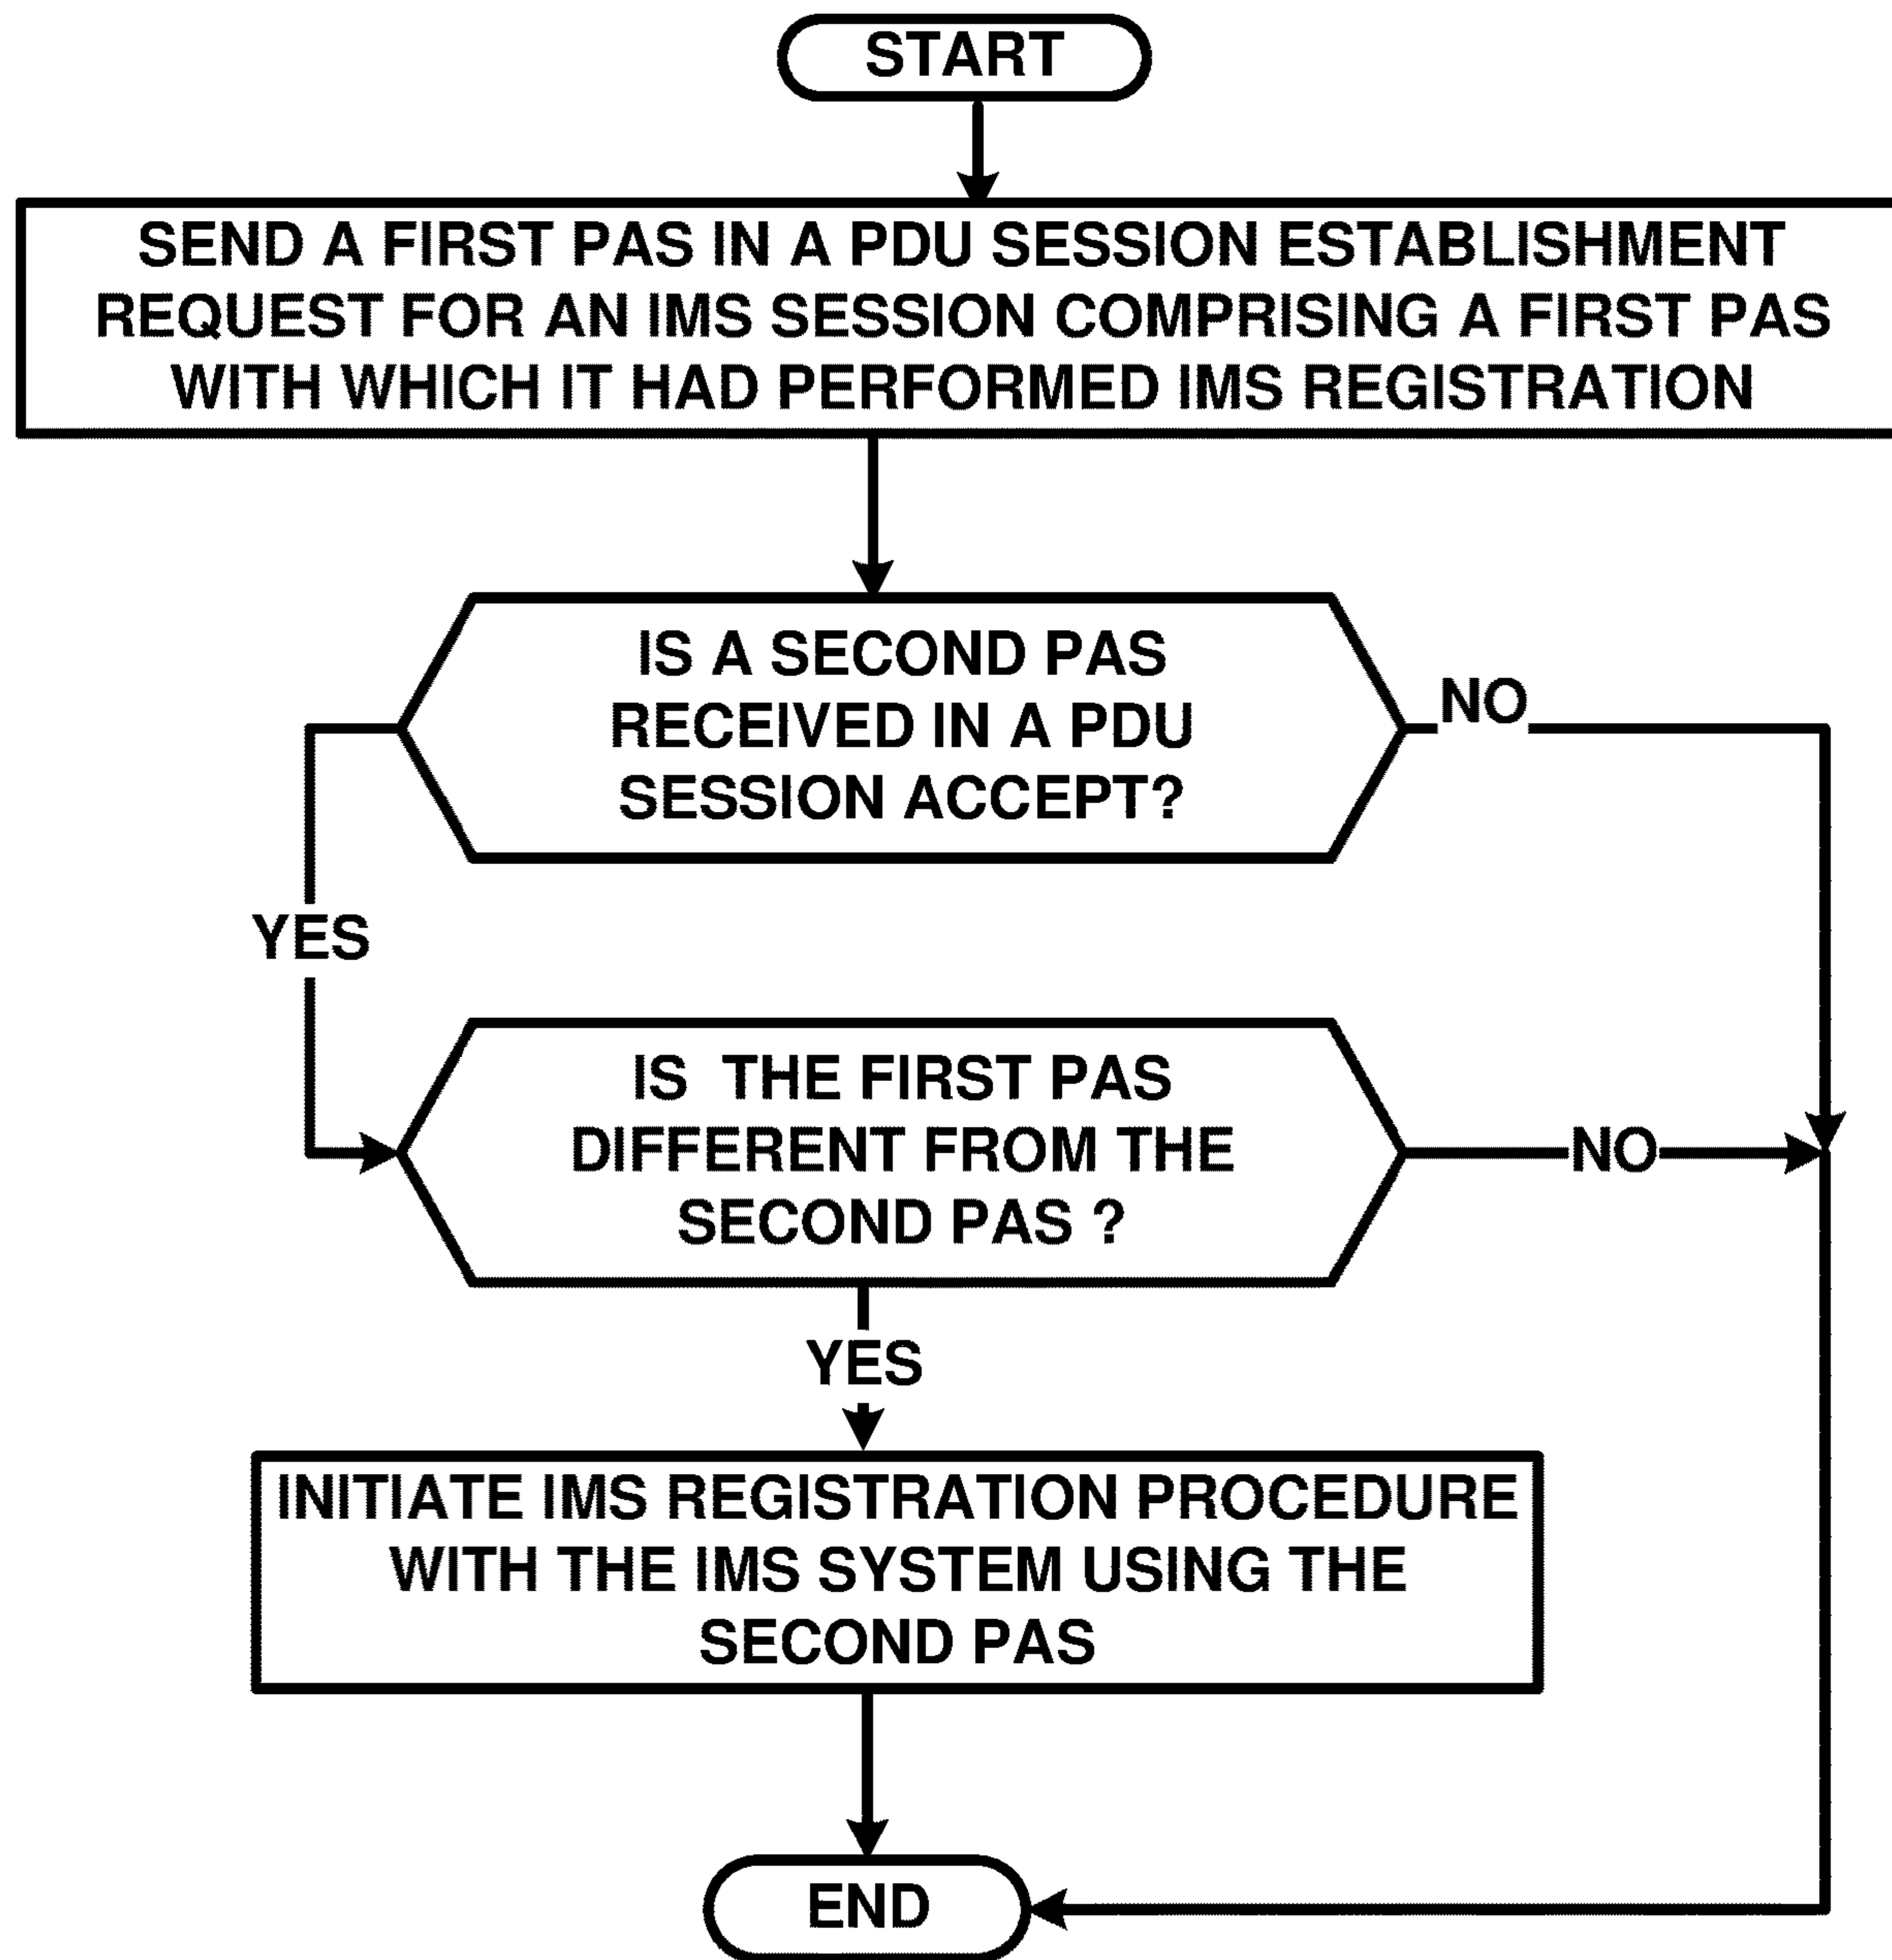 START
SEND A FIRST PAS IN A PDU SESSION ESTABLISHMENT
REQUEST FOR AN IMS SESSION COMPRISING A FIRST PAS
WITH WHICH IT HAD PERFORMED IMS REGISTRATION
IS A SECOND PAS
RECEIVED IN A PDU
SESSION ACCEPT?
NO
YES
IS THE FIRST PAS
DIFFERENT FROM THE
SECOND PAS ?
NO
YES
INITIATE IMS REGISTRATION PROCEDURE
WITH THE IMS SYSTEM USING THE
SECOND PAS
END